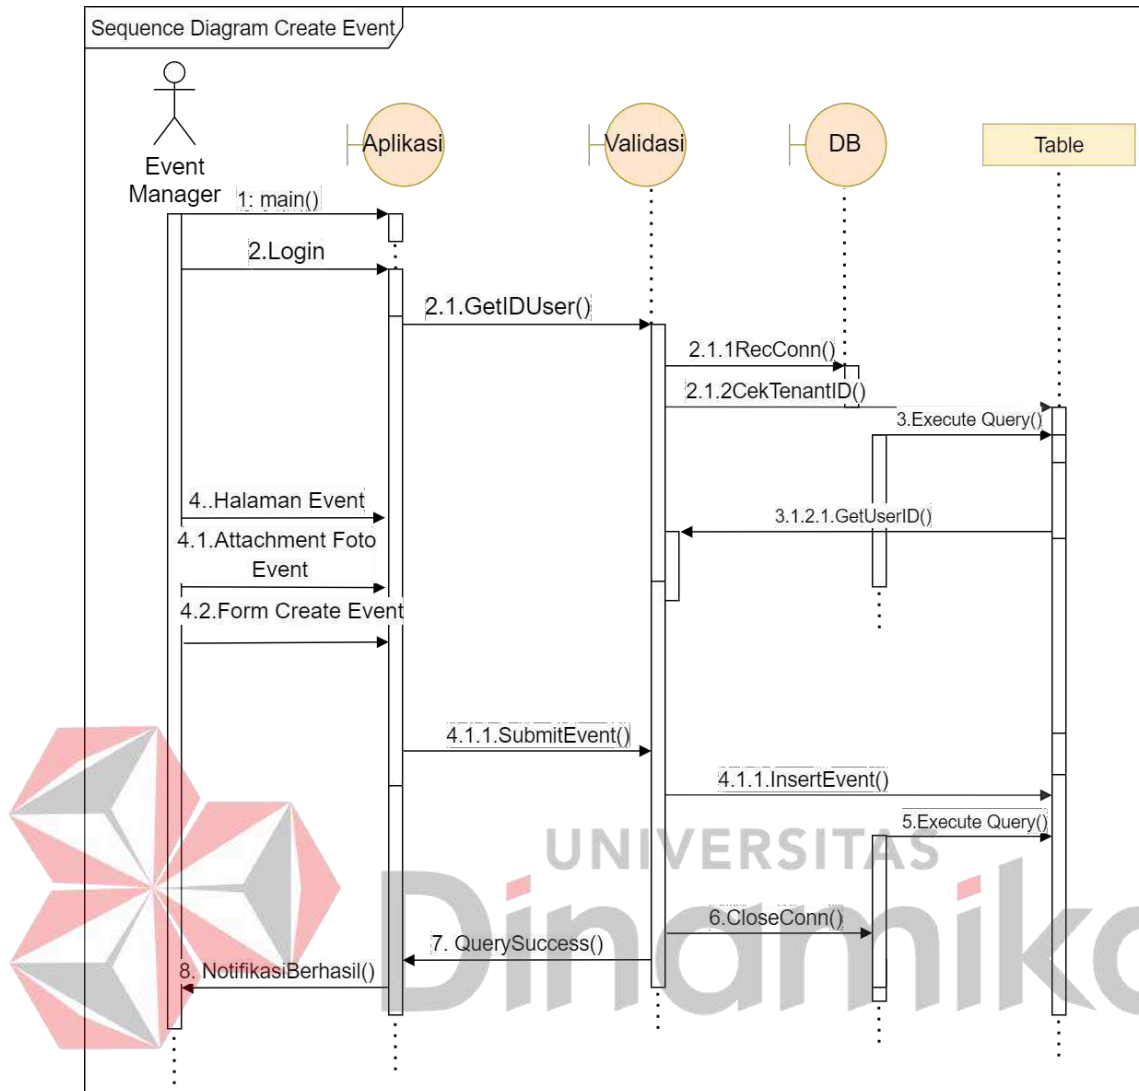 Sequence Diagram Create Event
Event
Manager
Aplikasi
Validasi
DB
Table
1: main()
2.Login
2.1.GetIDUser()
2.1.1RecConn()
2.1.2CekTenantID()
3.Execute Query()
4..Halaman Event
3.1.2.1.GetUserID()
4.1.Attachment Foto
Event
4.2.Form Create Event
4.1.1.SubmitEvent()
4.1.1.InsertEvent()
5.Execute Query()
UNIVERSITAS
Dinamika
6.CloseConn()
7. QuerySuccess()
8. NotifikasiBerhasil()